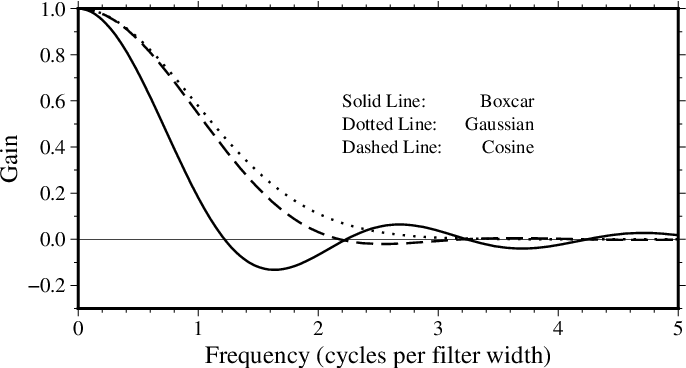 1.0
0.8
0.6
0.4
0.2
0.0
−0.2
Gain
Solid Line: Boxcar
Dotted Line: Gaussian
Dashed Line: Cosine
0 1 2 3 4 5
Frequency (cycles per filter width)